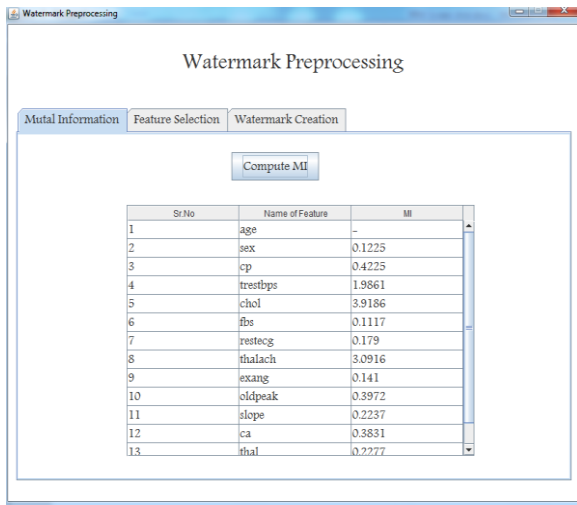 Watermark Preprocessing
Watermark Preprocessing
Mutal Information Feature Selection Watermark Creation
Compute MI
Sr.No Name of Feature MI
1 age -
2 sex 0.1225
3 cp 0.4225
4 trestbps 1.9861
5 chol 3.9186
6 fbs 0.1117
7 restecg 0.179
8 thalach 3.0916
9 exang 0.141
10 oldpeak 0.3972
11 slope 0.2237
12 ca 0.3831
13 thal 0.2277